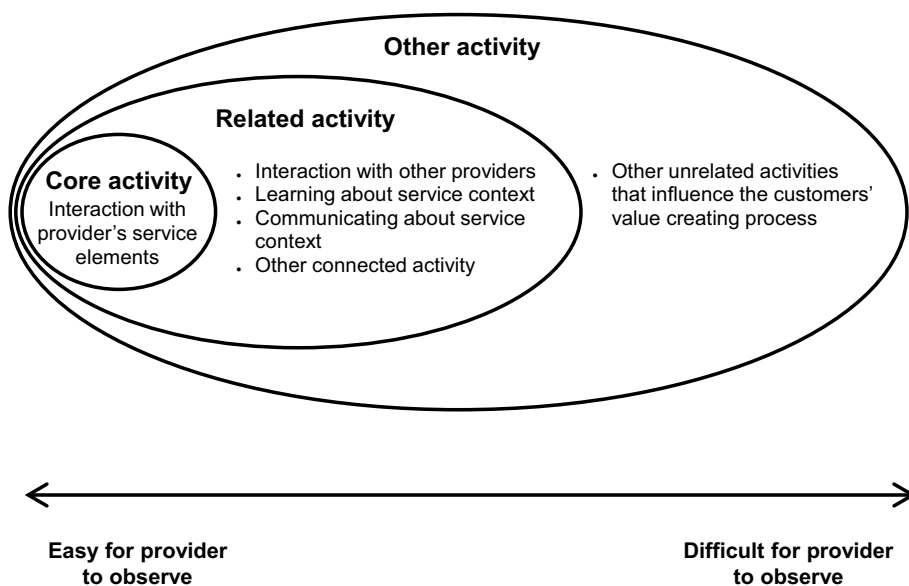 Other activity
Related activity
Core activity
Interaction with
provider’s service
elements
• Interaction with other providers
• Learning about service context
• Communicating about service
context
• Other connected activity
• Other unrelated activities
that influence the customers’
value creating process
Easy for provider
to observe
Difficult for provider
to observe